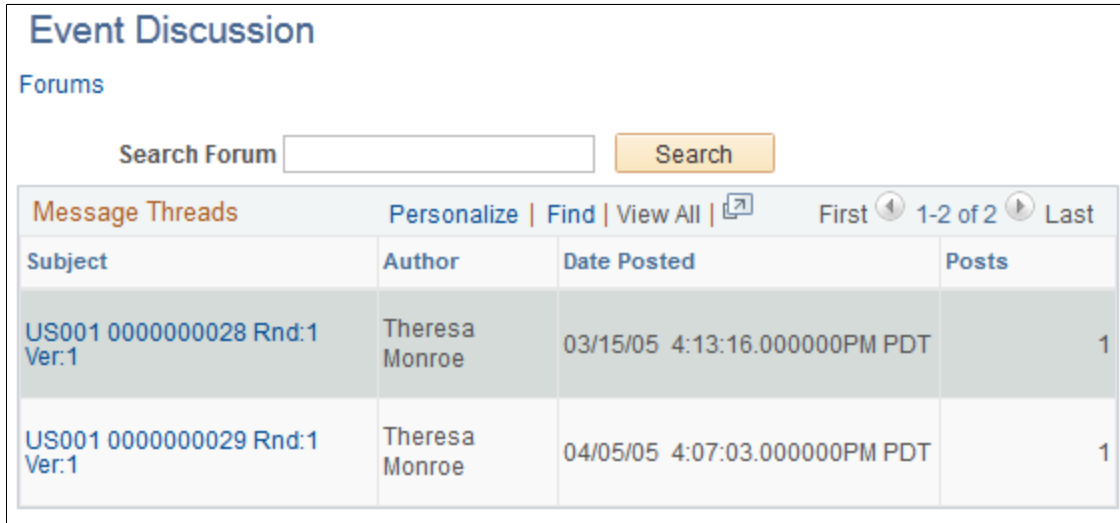 Event Discussion
Forums
Search Forum Search
Message Threads Personalize | Find | View All | First 1-2 of 2 Last
Subject Author Date Posted Posts
US001 0000000028 Rnd:1 Ver:1 Theresa Monroe 03/15/05 4:13:16.000000PM PDT 1
US001 0000000029 Rnd:1 Ver:1 Theresa Monroe 04/05/05 4:07:03.000000PM PDT 1